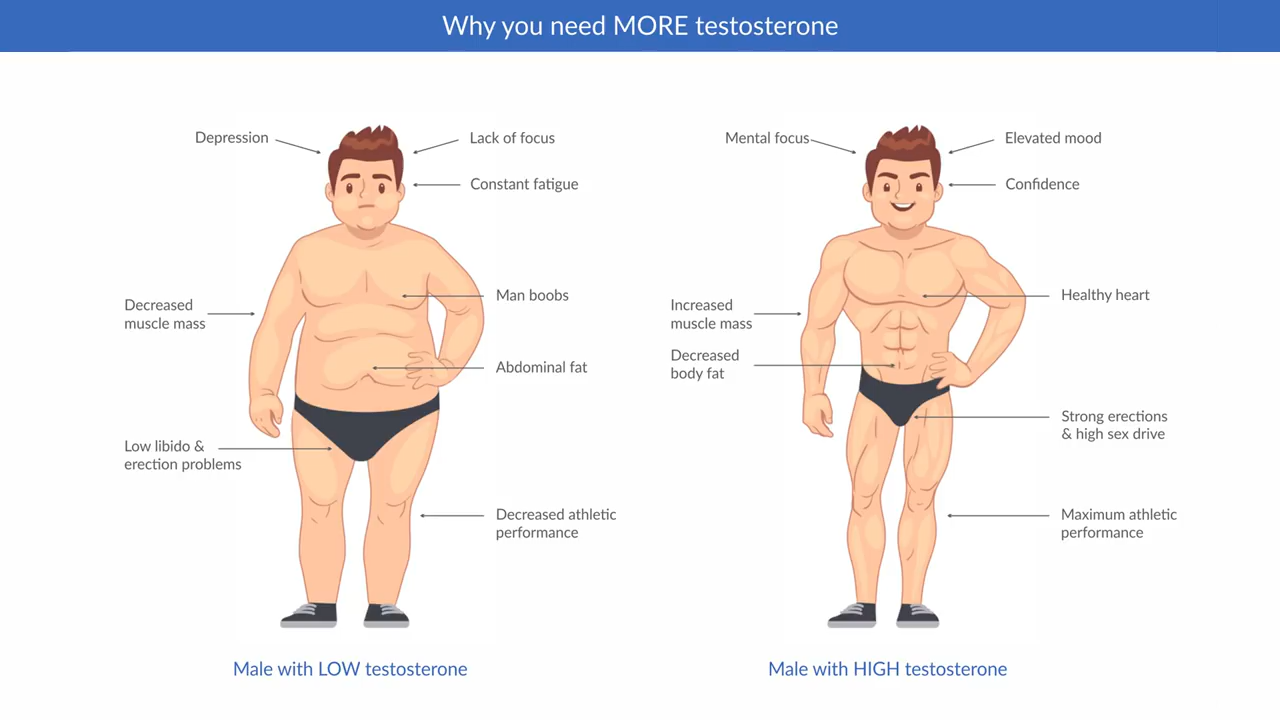 Why you need MORE testosterone
Depression
Lack of focus
Constant fatigue
Man boobs
Decreased
muscle mass
Abdominal fat
Low libido &
erection problems
Decreased athletic
performance
Male with LOW testosterone
Mental focus
Elevated mood
Confidence
Healthy heart
Increased
muscle mass
Decreased
body fat
Strong erections
& high sex drive
Maximum athletic
performance
Male with HIGH testosterone